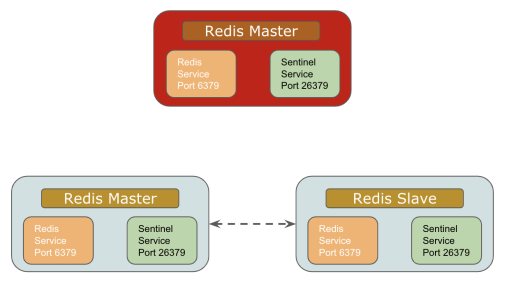 Redis Master
Redis
Service
Port 6379
Sentinel
Service
Port 26379
Redis Master
Redis
Service
Port 6379
Sentinel
Service
Port 26379
Redis Slave
Redis
Service
Port 6379
Sentinel
Service
Port 26379